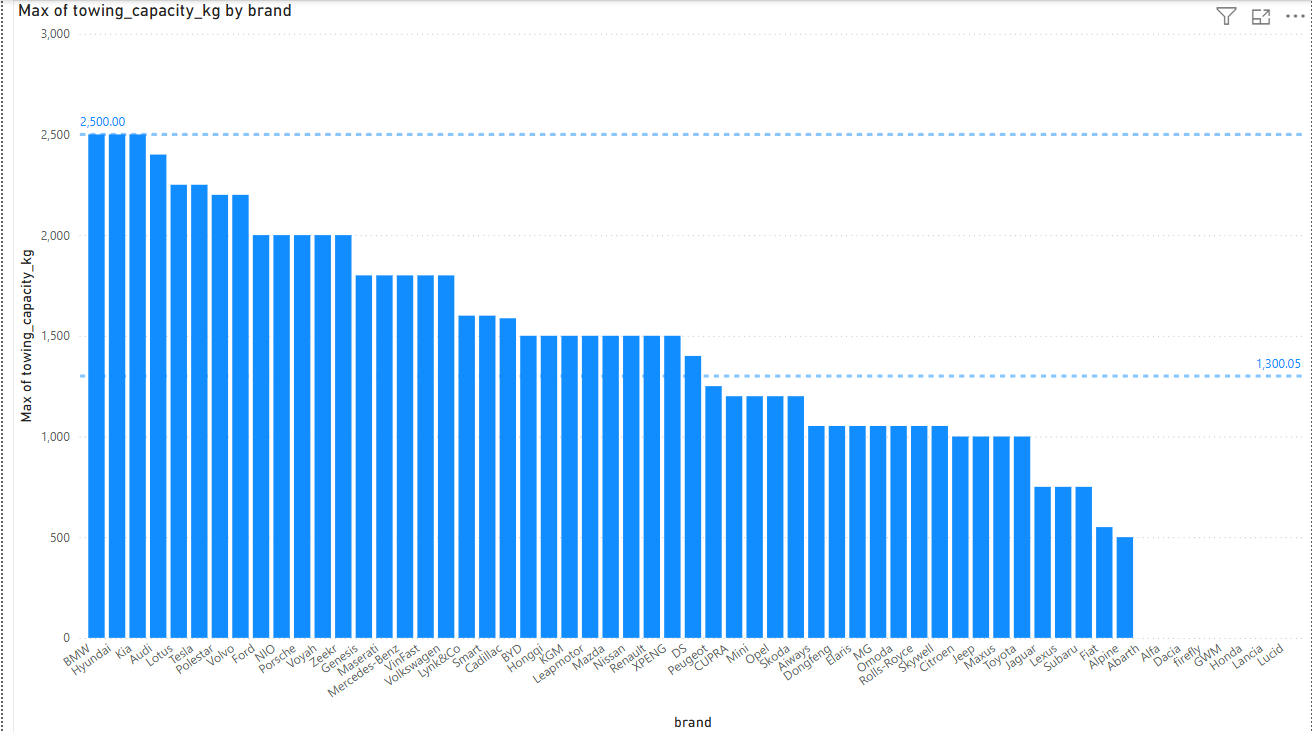 Max of towing_capacity_kg by brand
3,000
2,500.00
2,500
2,000
1,500
1,300.05
1,000
500
0
Max of towing_capacity_kg
BMW
Hyundai
Kia
Audi
Lotus
Tesla
Polestar
Volvo
Ford
NIO
Porsche
Voyah
Zeekr
Genesis
Maserati
Mercedes-Benz
VinFast
Volkswagen
Lynk&Co
Smart
Cadillac
BYD
Hongqi
KGM
Leapmotor
Mazda
Nissan
Renault
XPENG
DS
Peugeot
CUPRA
Mini
Opel
Skoda
Aiways
Dongfeng
Elaris
MG
Omoda
Rolls-Royce
Skywell
Citroen
Jeep
Maxus
Toyota
Jaguar
Lexus
Subaru
Fiat
Alpine
Abarth
Alfa
Dacia
firefly
GWM
Honda
Lancia
Lucid
brand